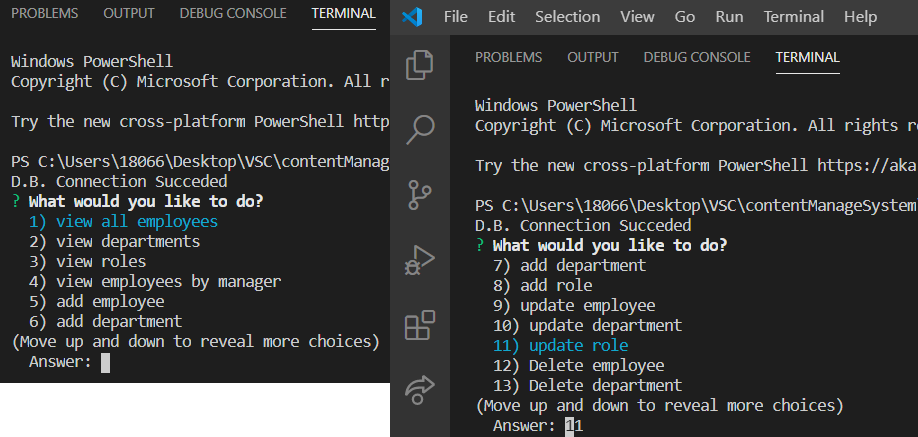 PROBLEMS OUTPUT DEBUG CONSOLE TERMINAL
Windows PowerShell
Copyright (C) Microsoft Corporation. All r
Try the new cross-platform PowerShell http
PS C:\Users\18066\Desktop\VSC\contentManag
D.B. Connection Succeded
? What would you like to do?
1) view all employees
2) view departments
3) view roles
4) view employees by manager
5) add employee
6) add department
(Move up and down to reveal more choices)
Answer:
File Edit Selection View Go Run Terminal Help
PROBLEMS OUTPUT DEBUG CONSOLE TERMINAL
Windows PowerShell
Copyright (C) Microsoft Corporation. All rights r
Try the new cross-platform PowerShell https://aka
PS C:\Users\18066\Desktop\VSC\contentManageSystem
D.B. Connection Succeded
? What would you like to do?
7) add department
8) add role
9) update employee
10) update department
11) update role
12) Delete employee
13) Delete department
(Move up and down to reveal more choices)
Answer: 11